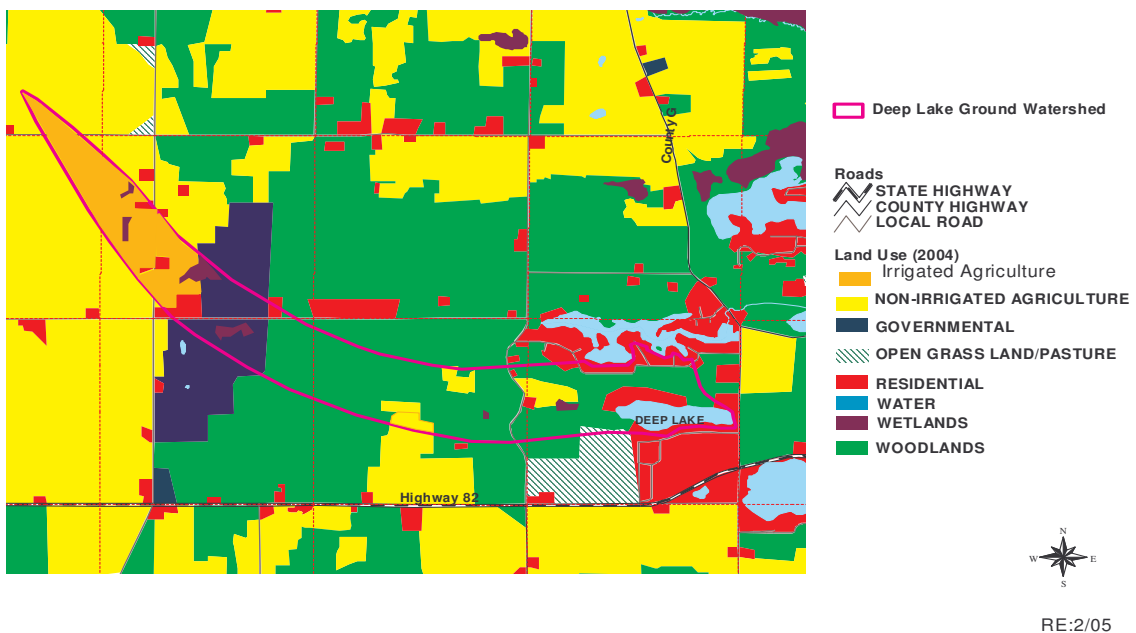 County G
DEEP LAKE
Highway 82
Deep Lake Ground Watershed
Roads
STATE HIGHWAY
COUNTY HIGHWAY
LOCAL ROAD
Land Use (2004)
Irrigated Agriculture
NON-IRRIGATED AGRICULTURE
GOVERNMENTAL
OPEN GRASS LAND/PASTURE
RESIDENTIAL
WATER
WETLANDS
WOODLANDS
N
W E
S
RE:2/05